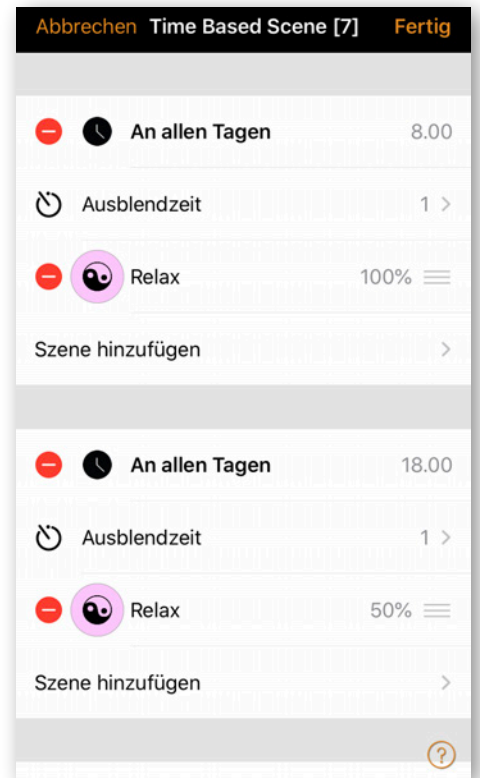 Abbrechen Time Based Scene [7] Fertig
An allen Tagen 8.00
Ausblendzeit 1
Relax 100%
Szene hinzufügen
An allen Tagen 18.00
Ausblendzeit 1
Relax 50%
Szene hinzufügen
?